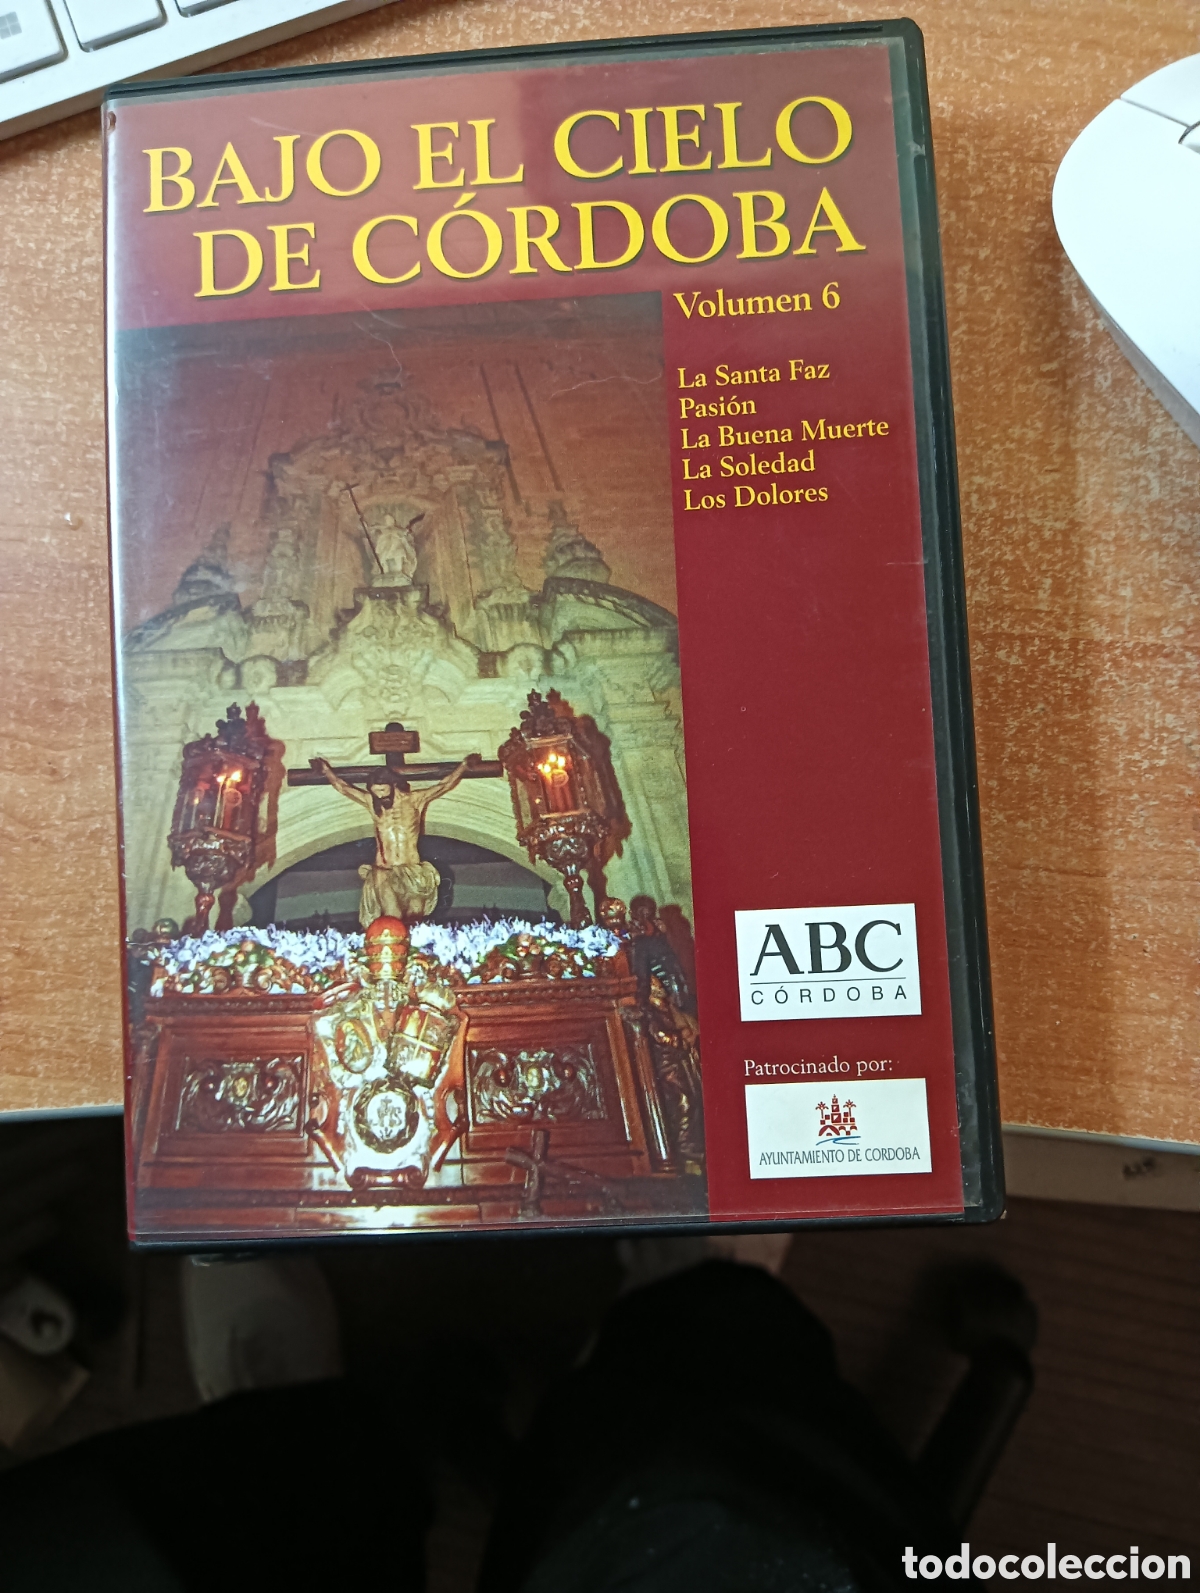 BAJO EL CIELO
DE CÓRDOBA
Volumen 6
La Santa Faz
Pasión
La Buena Muerte
La Soledad
Los Dolores
ABC
CÓRDOBA
Patrocinado por:
AYUNTAMIENTO DE CORDOBA
todocoleccion